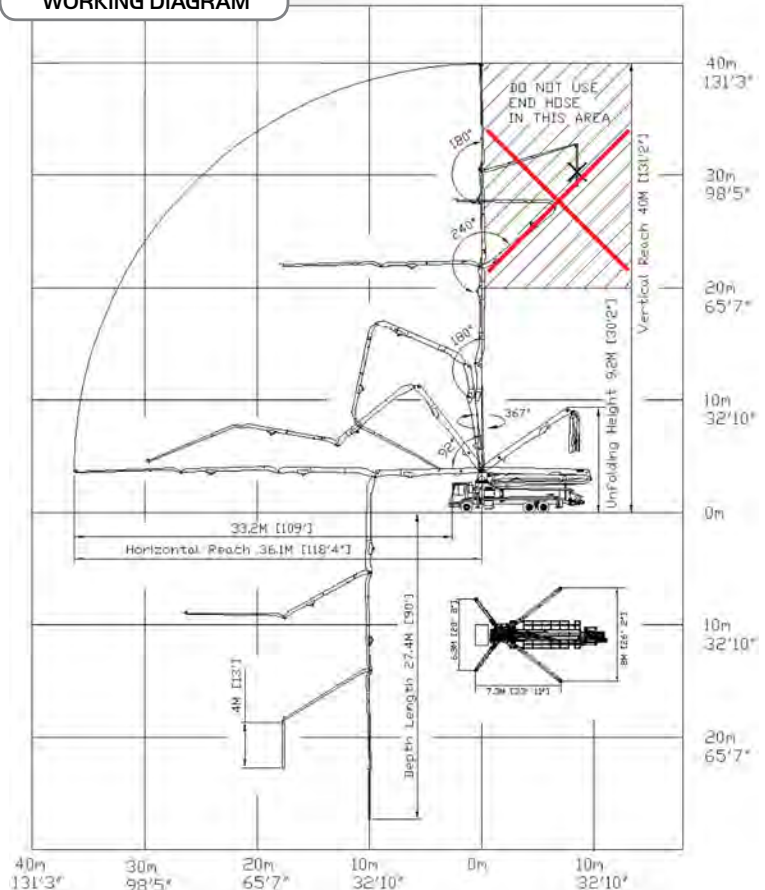 WORKING DIAGRAM
40m
131'3"
DO NOT USE
END HOSE
IN THIS AREA
180°
30m
98'5"
240°
Vertical Reach 40M [131'2"]
20m
65'7"
180°
Unfolding Height 9.2M [30'2"]
10m
32'10"
367°
92°
0m
33.2M [109']
Horizontal Reach 36.1M [118'4"]
Depth Length 27.4M [90']
10m
32'10"
8M [26' 2"]
7.3M [23' 11"]
4M [13']
20m
65'7"
40m
131'3"
30m
98'5"
20m
65'7"
10m
32'10"
0m
10m
32'10"